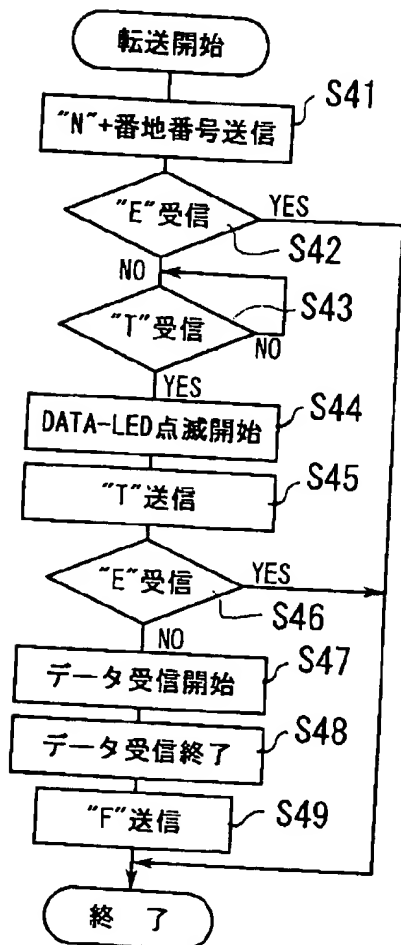 転送開始
S41
"N"+番地番号送信
"E"受信
YES
S42
NO
"T"受信
S43
NO
YES
S44
DATA-LED点滅開始
S45
"T"送信
"E"受信
YES
S46
NO
S47
データ受信開始
S48
データ受信終了
"F"送信
S49
終 了